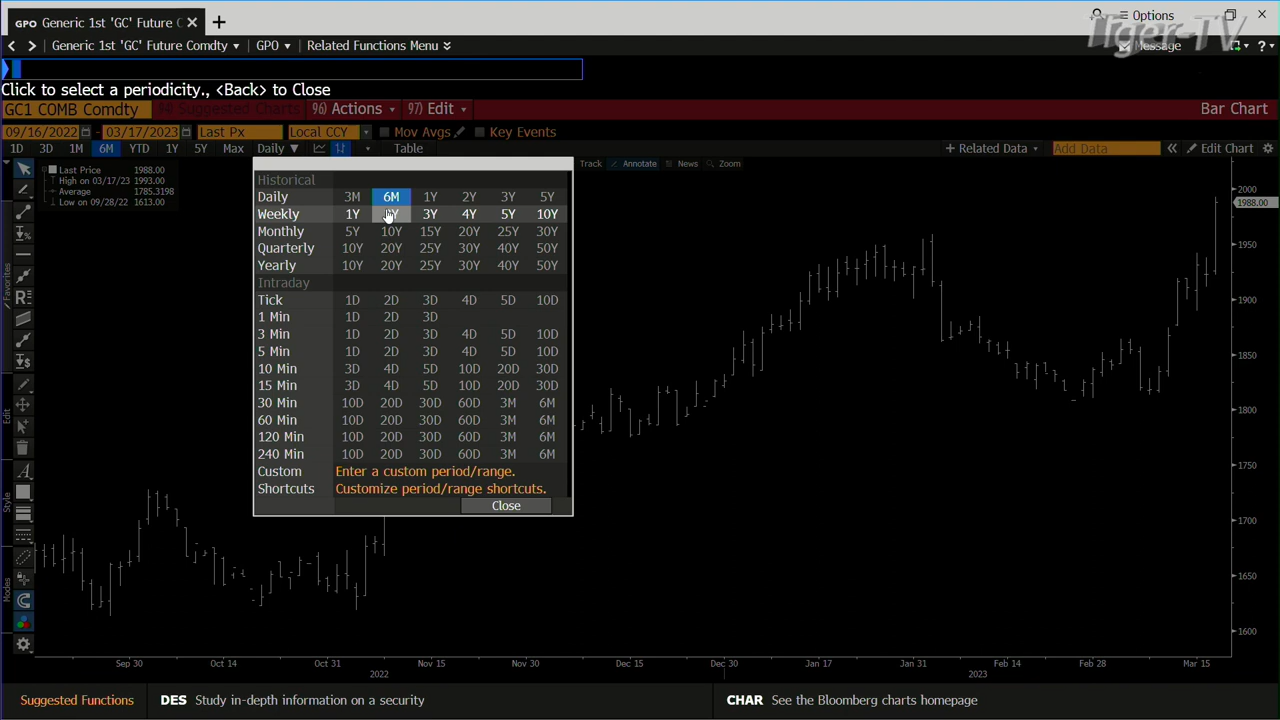 GPO Generic 1st 'GC' Future C
Options
Generic 1st 'GC' Future Comdty GPO Related Functions Menu
Message
Tiger-TV
Click to select a periodicity., <Back> to Close
GC1 COMB Comdty 94) Suggested Charts 96) Actions 97) Edit Bar Chart
09/16/2022 - 03/17/2023 Last Px Local CCY Mov Avgs Key Events
1D 3D 1M 6M YTD 1Y 5Y Max Daily ▼ Table + Related Data Add Data « Edit Chart
Track Annotate News Zoom
Last Price 1988.00
High on 03/17/23 1993.00
Average 1785.3198
Low on 09/28/22 1613.00
Historical
Daily 3M 6M 1Y 2Y 3Y 5Y
Weekly 1Y 2Y 3Y 4Y 5Y 10Y
Monthly 5Y 10Y 15Y 20Y 25Y 30Y
Quarterly 10Y 20Y 25Y 30Y 40Y 50Y
Yearly 10Y 20Y 25Y 30Y 40Y 50Y
Intraday
Tick 1D 2D 3D 4D 5D 10D
1 Min 1D 2D 3D
3 Min 1D 2D 3D 4D 5D 10D
5 Min 1D 2D 3D 4D 5D 10D
10 Min 3D 4D 5D 10D 20D 30D
15 Min 3D 4D 5D 10D 20D 30D
30 Min 10D 20D 30D 60D 3M 6M
60 Min 10D 20D 30D 60D 3M 6M
120 Min 10D 20D 30D 60D 3M 6M
240 Min 10D 20D 30D 60D 3M 6M
Custom Enter a custom period/range.
Shortcuts Customize period/range shortcuts.
Close
Favorites
Edit
Style
Modes
2000
1988.00
1950
1900
1850
1800
1750
1700
1650
1600
Sep 30 Oct 14 Oct 31 Nov 15 Nov 30 Dec 15 Dec 30 Jan 17 Jan 31 Feb 14 Feb 28 Mar 15
2022 2023
Suggested Functions DES Study in-depth information on a security CHAR See the Bloomberg charts homepage